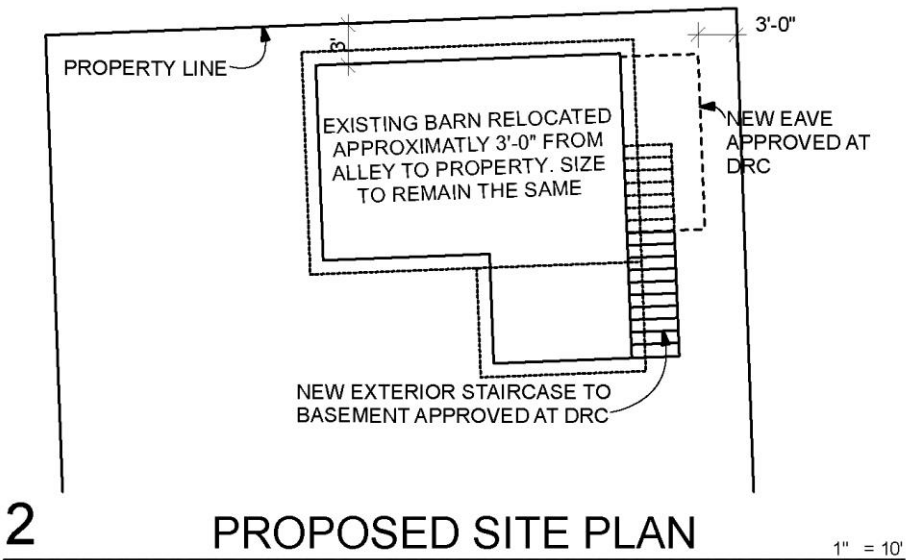 3'-0"
3'
PROPERTY LINE
EXISTING BARN RELOCATED
APPROXIMATLY 3'-0" FROM
ALLEY TO PROPERTY. SIZE
TO REMAIN THE SAME
NEW EAVE
APPROVED AT
DRC
NEW EXTERIOR STAIRCASE TO
BASEMENT APPROVED AT DRC
2
PROPOSED SITE PLAN
1" = 10'